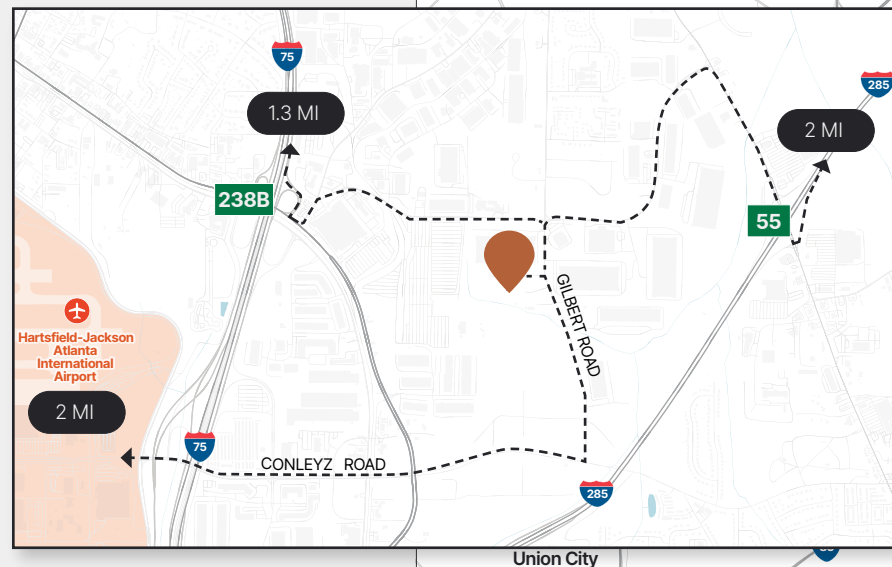 75
285
1.3 MI
2 MI
238B
55
GILBERT ROAD
Hartsfield-Jackson
Atlanta
International
Airport
2 MI
75
CONLEYZ ROAD
285
Union City